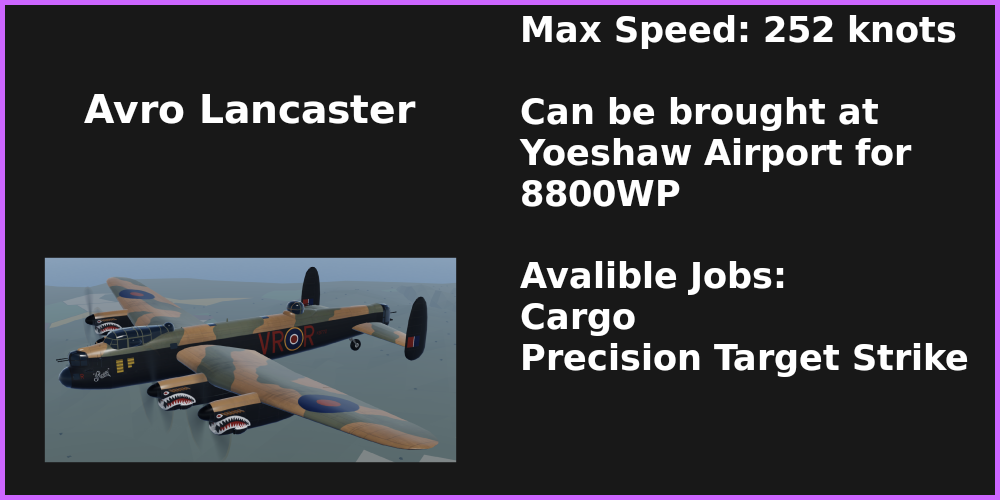 Avro Lancaster
Max Speed: 252 knots
Can be brought at
Yoeshaw Airport for
8800WP
Avalible Jobs:
Cargo
Precision Target Strike
VR R